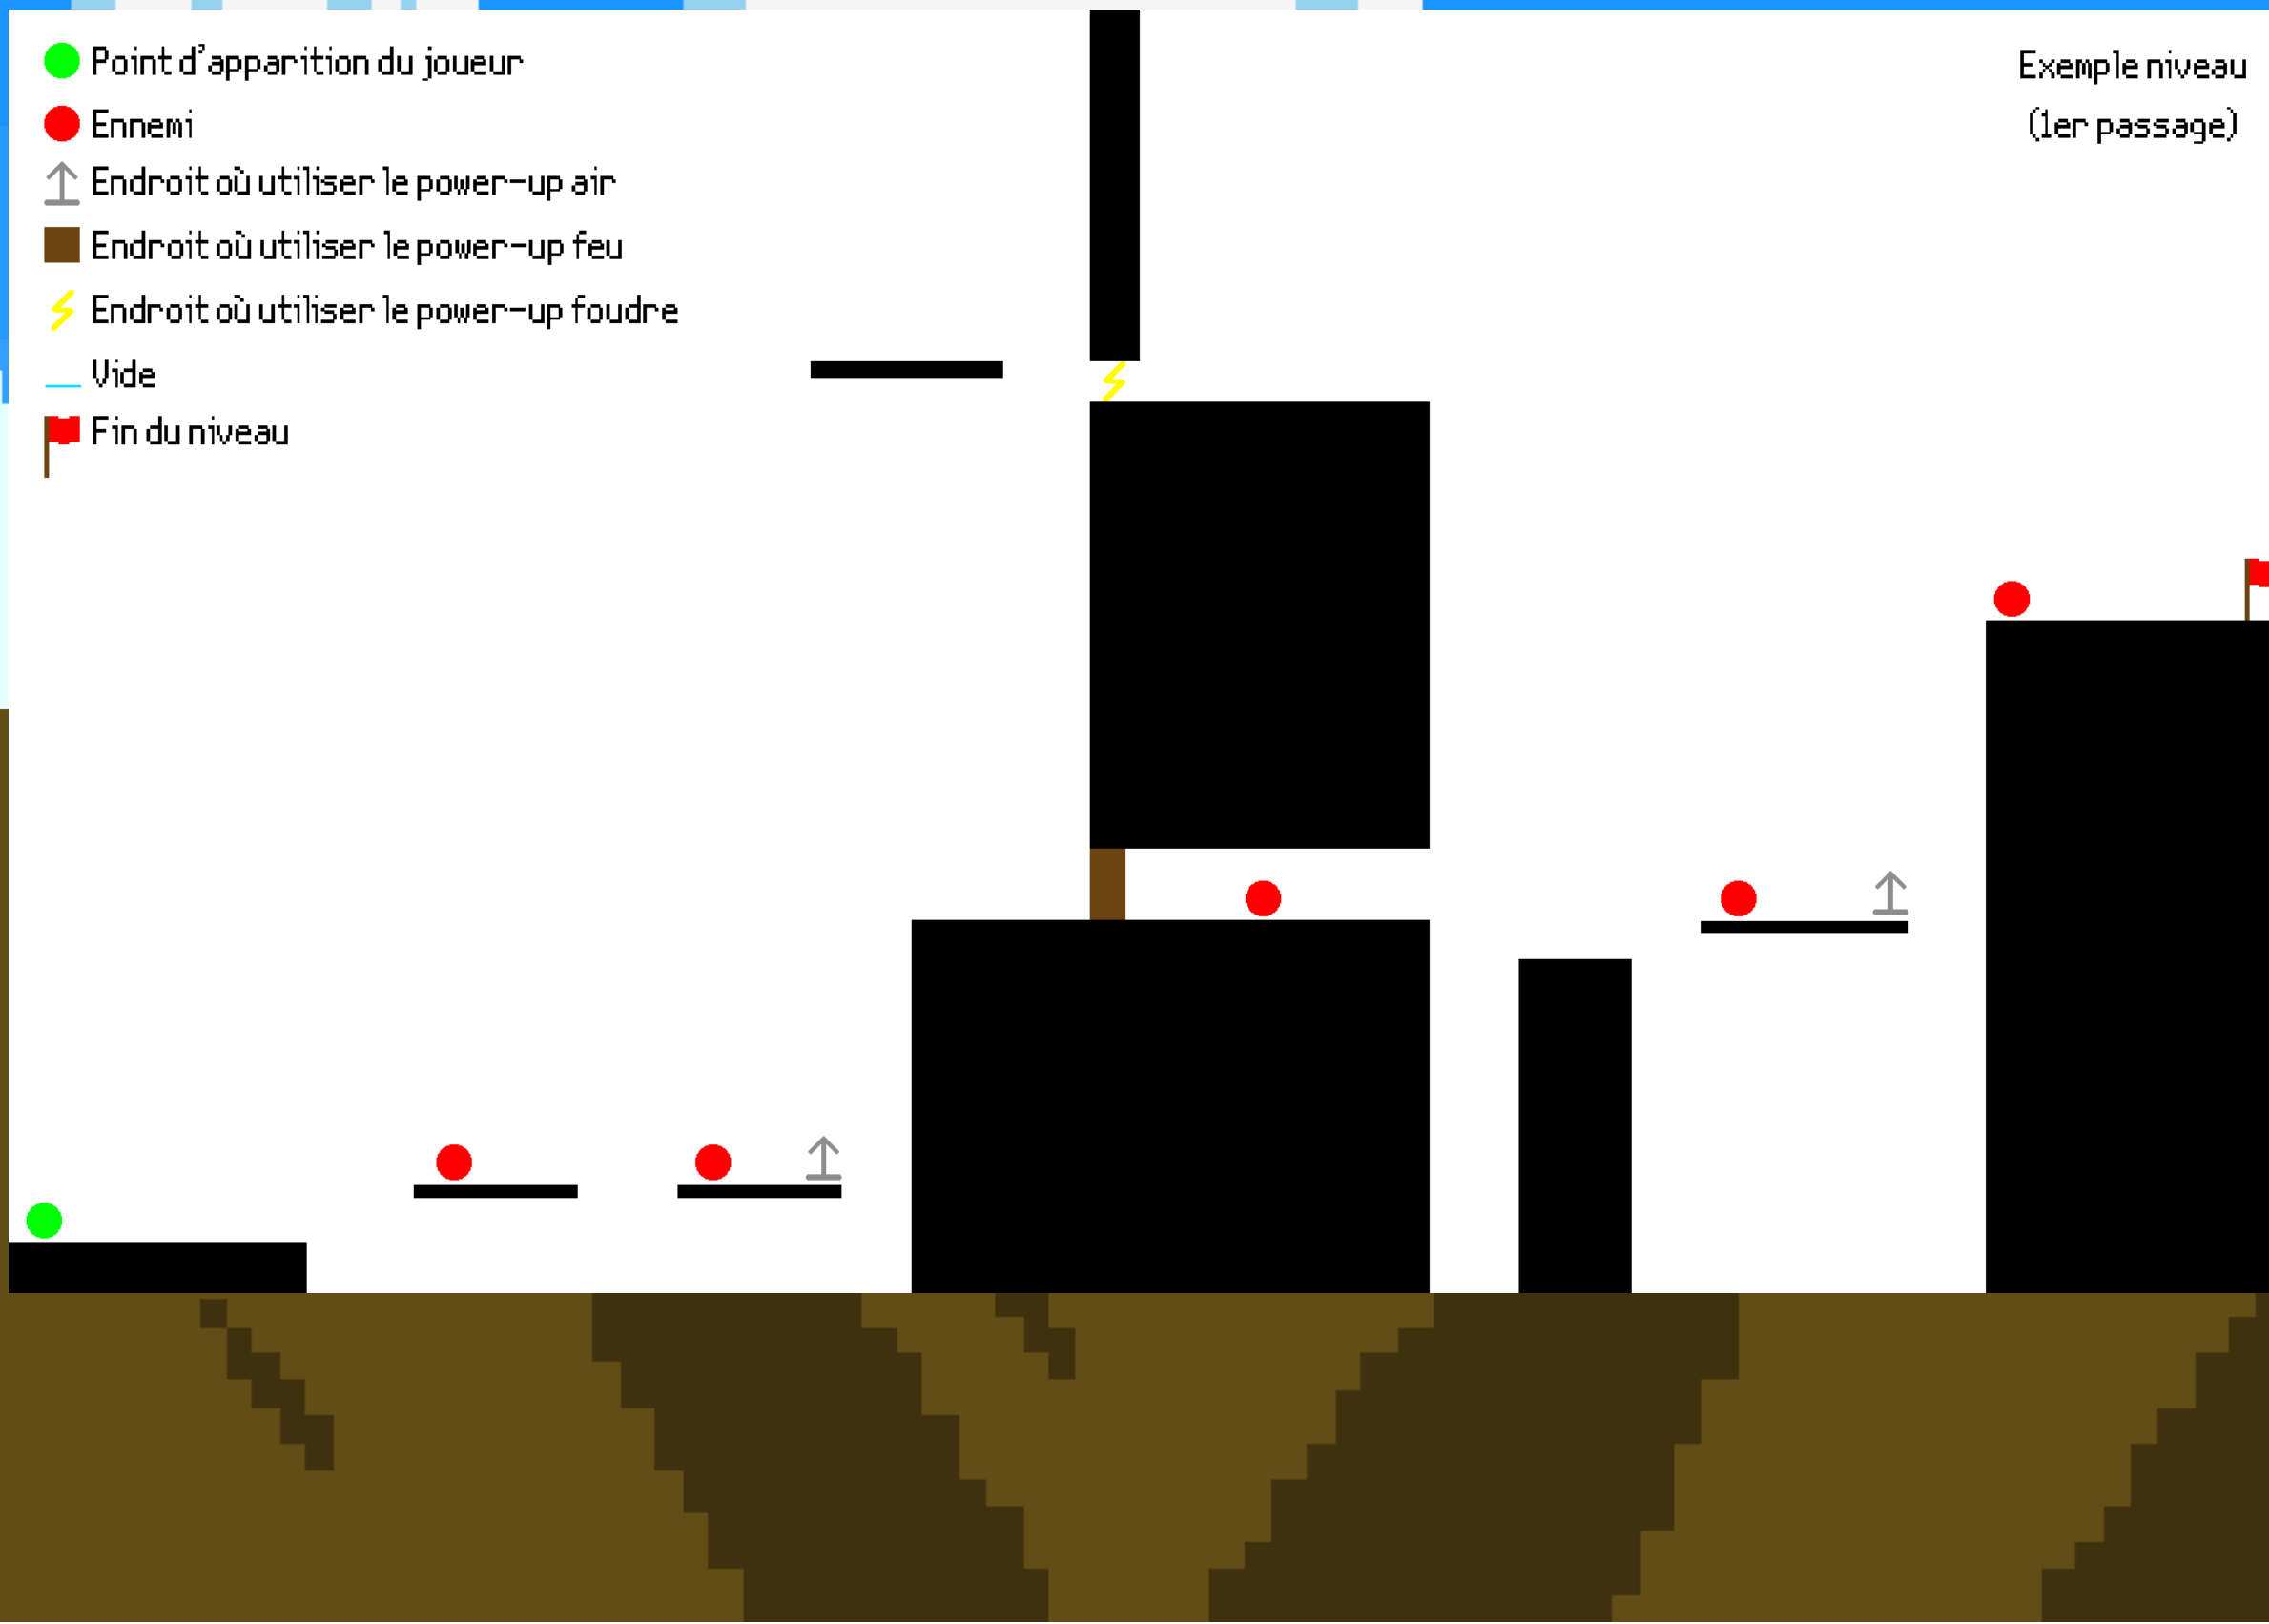 Point d'apparition du joueur
Ennemi
Endroit où utiliser le power-up air
Endroit où utiliser le power-up feu
Endroit où utiliser le power-up foudre
Vide
Fin du niveau
Exemple niveau
(1er passage)